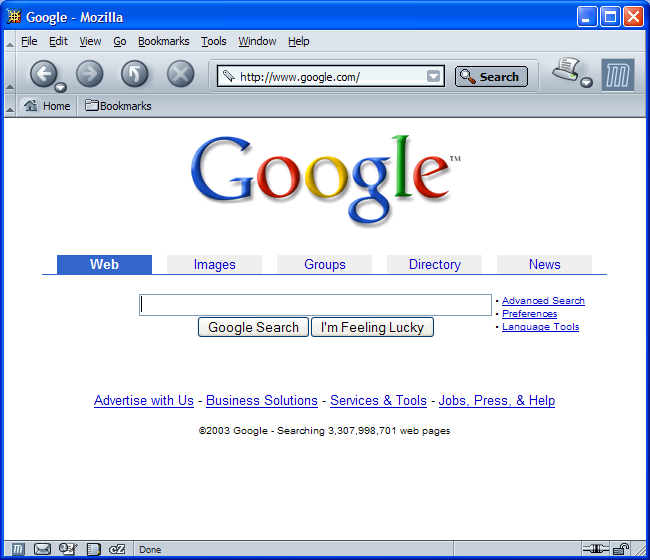 Google - Mozilla
File Edit View Go Bookmarks Tools Window Help
http://www.google.com/ Search
Home Bookmarks
Google™
Web Images Groups Directory News
Advanced Search
Preferences
Language Tools
Google Search I'm Feeling Lucky
Advertise with Us - Business Solutions - Services & Tools - Jobs, Press, & Help
©2003 Google - Searching 3,307,998,701 web pages
Done